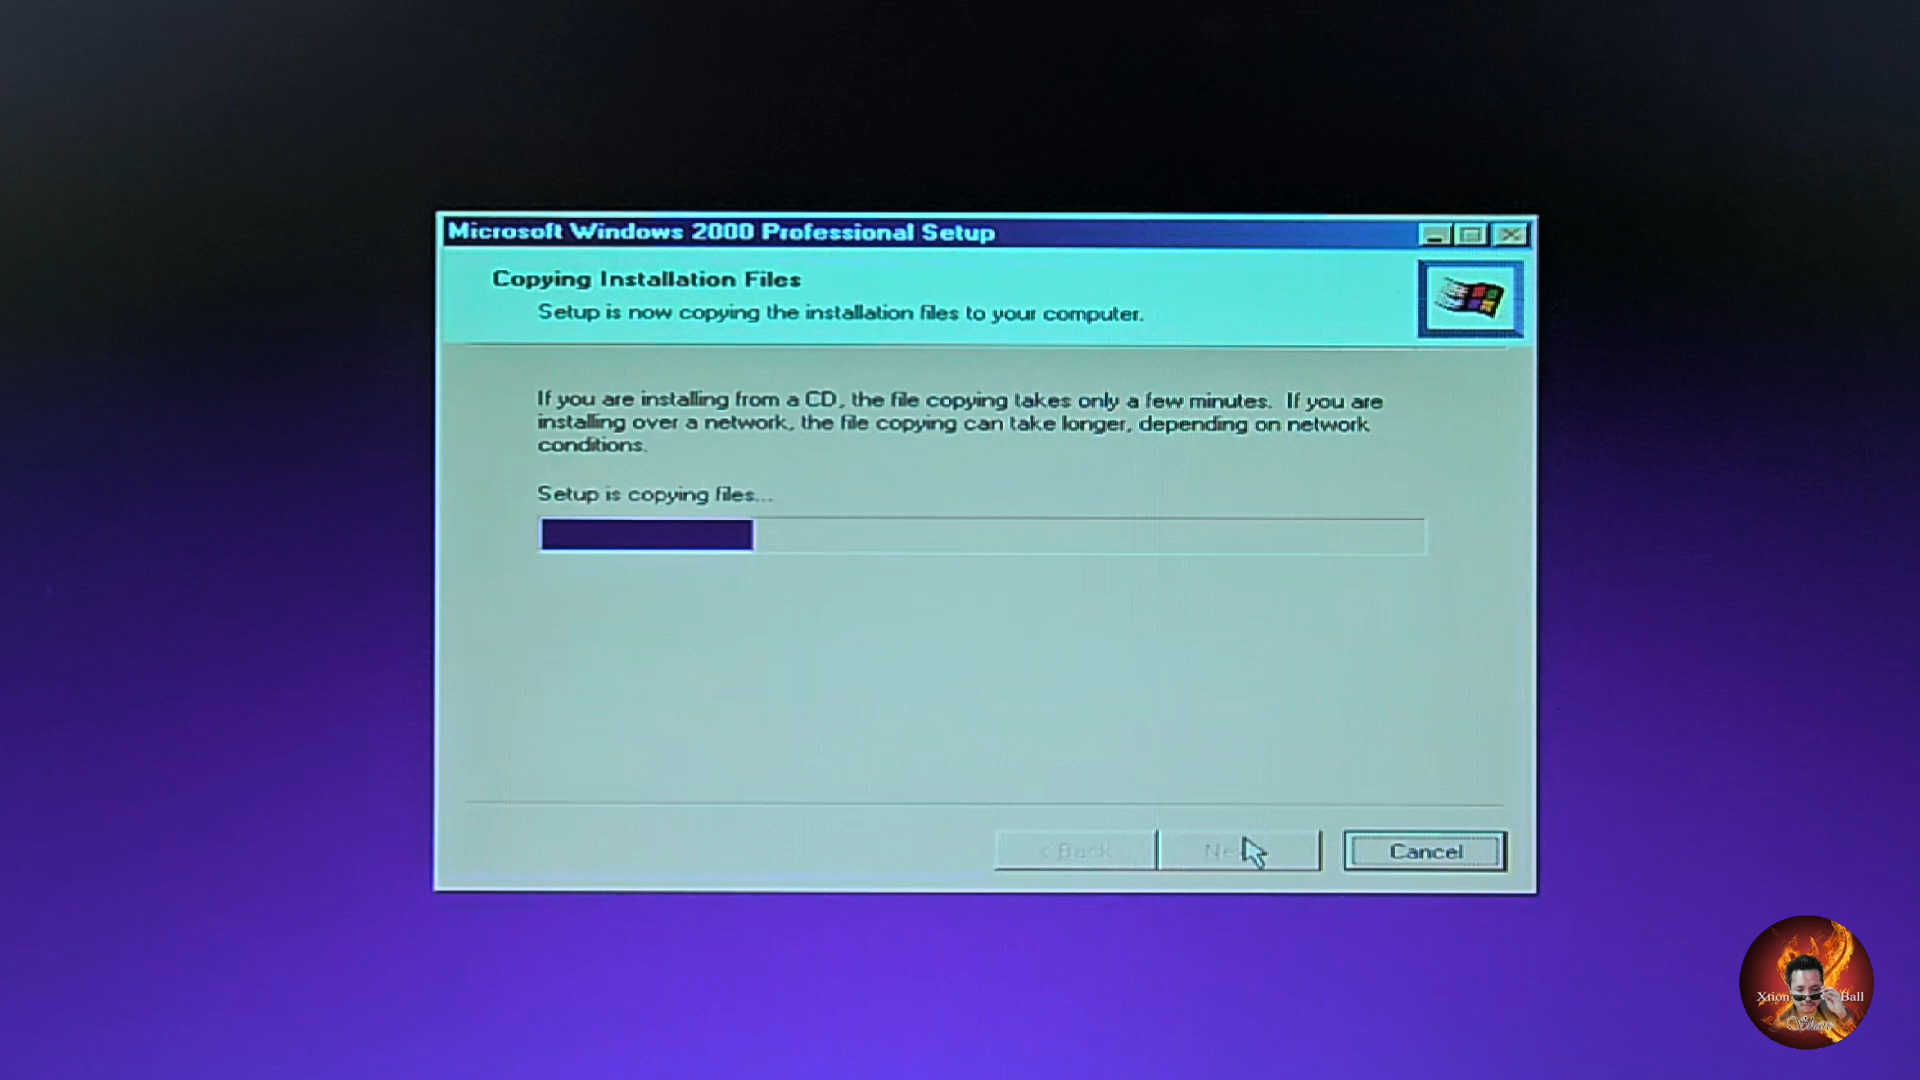 Microsoft Windows 2000 Professional Setup
Copying Installation Files
Setup is now copying the installation files to your computer.
If you are installing from a CD, the file copying takes only a few minutes. If you are
installing over a network, the file copying can take longer, depending on network
conditions.
Setup is copying files...
< Back
Cancel
Xtion Ball
Show